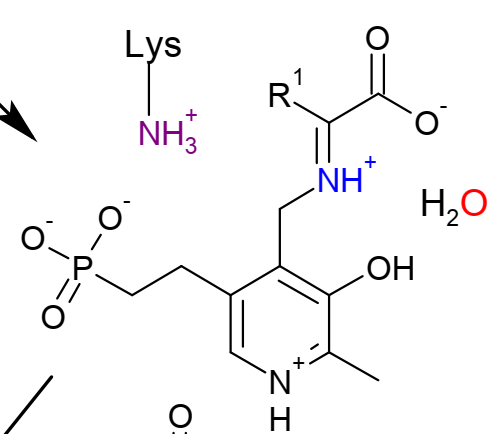 Lys
NH₃⁺
R¹
O
O⁻
NH⁺
H₂O
O⁻
O⁻
P
O
OH
N⁺
H
O